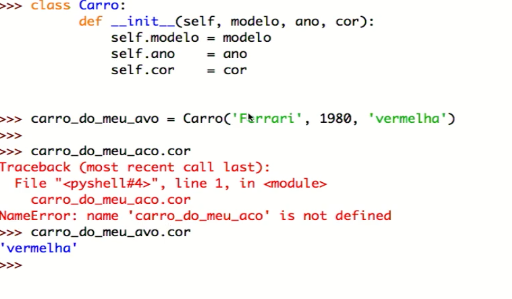 >>> class Carro:
        def __init__(self, modelo, ano, cor):
            self.modelo = modelo
            self.ano    = ano
            self.cor    = cor
>>> carro_do_meu_avo = Carro('Ferrari', 1980, 'vermelha')
>>>
>>> carro_do_meu_aco.cor
Traceback (most recent call last):
  File "<pyshell#4>", line 1, in <module>
    carro_do_meu_aco.cor
NameError: name 'carro_do_meu_aco' is not defined
>>> carro_do_meu_avo.cor
'vermelha'
>>>